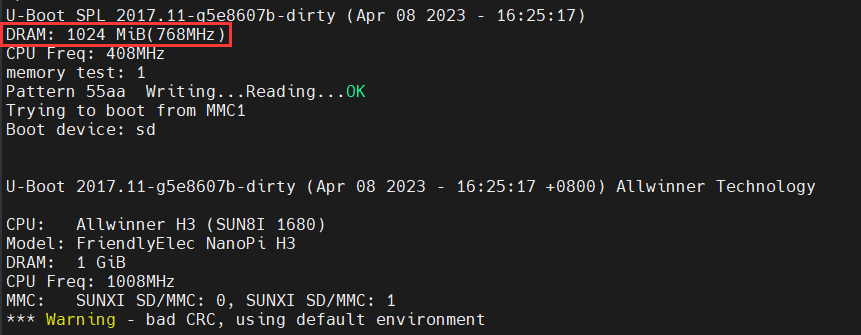 U-Boot SPL 2017.11-g5e8607b-dirty (Apr 08 2023 - 16:25:17)
DRAM: 1024 MiB(768MHz)
CPU Freq: 408MHz
memory test: 1
Pattern 55aa  Writing...Reading...OK
Trying to boot from MMC1
Boot device: sd
U-Boot 2017.11-g5e8607b-dirty (Apr 08 2023 - 16:25:17 +0800) Allwinner Technology
CPU:   Allwinner H3 (SUN8I 1680)
Model: FriendlyElec NanoPi H3
DRAM:  1 GiB
CPU Freq: 1008MHz
MMC:   SUNXI SD/MMC: 0, SUNXI SD/MMC: 1
*** Warning - bad CRC, using default environment